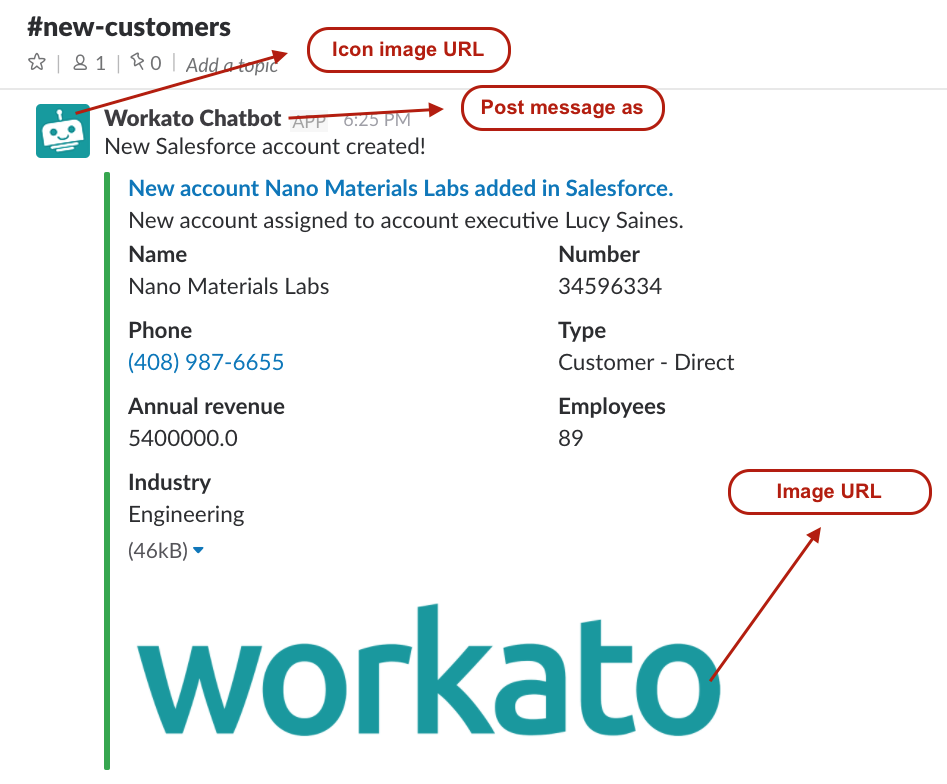 #new-customers
Icon image URL
1 0 Add a topic
Post message as
Workato Chatbot APP 6:25 PM
New Salesforce account created!
New account Nano Materials Labs added in Salesforce.
New account assigned to account executive Lucy Saines.
Name Number
Nano Materials Labs 34596334
Phone Type
(408) 987-6655 Customer - Direct
Annual revenue Employees
5400000.0 89
Industry
Image URL
Engineering
(46kB)
workato